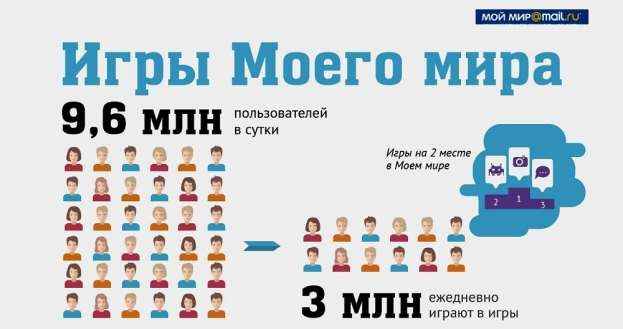 МОЙ МИР@mail.ru
Игры Моего мира
9,6 млн
пользователей
в сутки
Игры на 2 месте
в Моем мире
2
1
3
3 млн
ежедневно
играют в игры